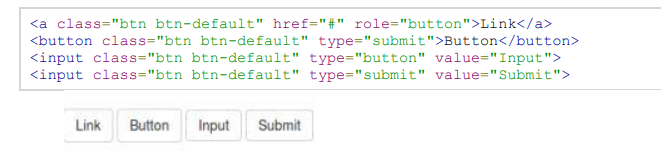 <a class="btn btn-default" href="#" role="button">Link</a>
<button class="btn btn-default" type="submit">Button</button>
<input class="btn btn-default" type="button" value="Input">
<input class="btn btn-default" type="submit" value="Submit">
Link Button Input Submit